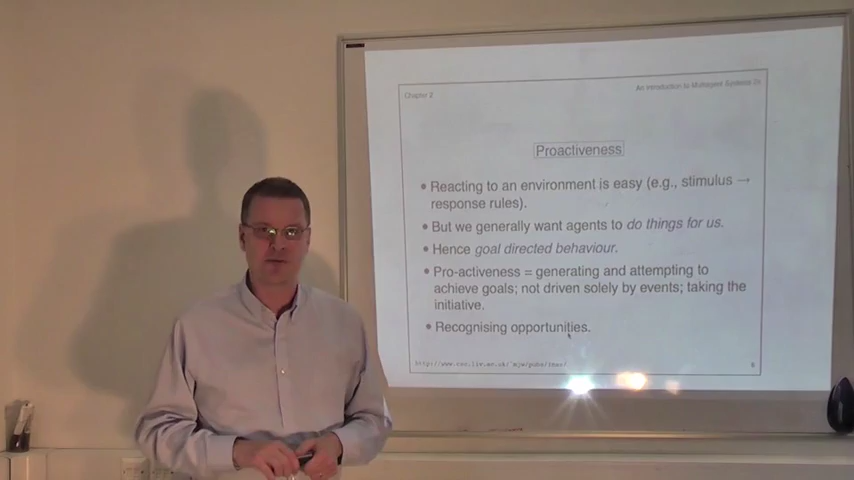 Chapter 2
An Introduction to Multiagent Systems 2e
Proactiveness
• Reacting to an environment is easy (e.g., stimulus →
response rules).
• But we generally want agents to do things for us.
• Hence goal directed behaviour.
• Pro-activeness = generating and attempting to
achieve goals; not driven solely by events; taking the
initiative.
• Recognising opportunities.